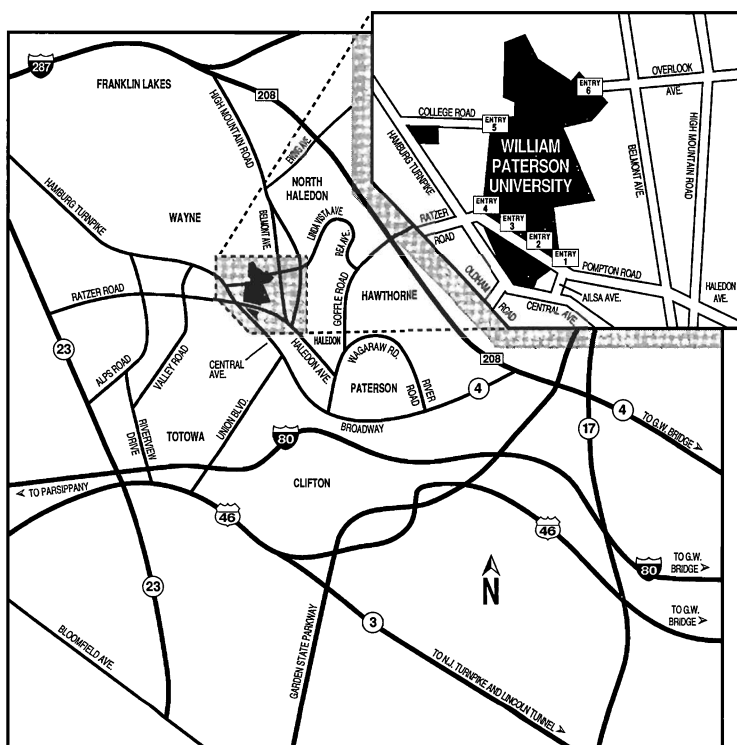 287
FRANKLIN LAKES
208
HIGH MOUNTAIN ROAD
EWING AVE.
NORTH
HALEDON
HAMBURG TURNPIKE
WAYNE
BELMONT AVE.
LINDA VISTA AVE
REA AVE.
RATZER ROAD
GOFFLE ROAD
HAWTHORNE
HALEDON
HALEDON AVE.
CENTRAL
AVE.
WAGARAW RD.
PATERSON
RIVER
ROAD
208
4
BROADWAY
23
ALPS ROAD
VALLEY ROAD
RIVERVIEW
DRIVE
TOTOWA
UNION BLVD.
80
TO PARSIPPANY
CLIFTON
46
17
4
TO G.W. BRIDGE
46
TO G.W.
BRIDGE
80
TO G.W.
BRIDGE
N
23
BLOOMFIELD AVE.
GARDEN STATE PARKWAY
3
TO N.J. TURNPIKE AND LINCOLN TUNNEL
OVERLOOK
AVE.
ENTRY
6
COLLEGE ROAD
ENTRY
5
WILLIAM
PATERSON
UNIVERSITY
HAMBURG TURNPIKE
BELMONT AVE.
HIGH MOUNTAIN ROAD
RATZER
ROAD
ENTRY
4
ENTRY
3
ENTRY
2
ENTRY
1
POMPTON ROAD
OLDHAM
ROAD
AILSA AVE.
CENTRAL AVE.
HALEDON
AVE.